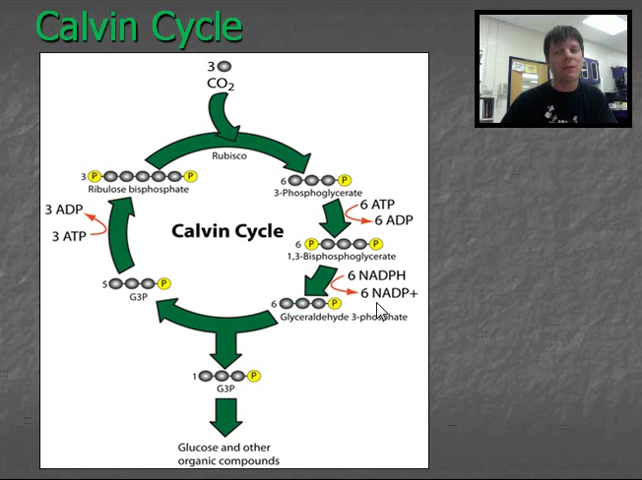 Calvin Cycle
3
CO2
Rubisco
3 P P
Ribulose bisphosphate
6 P
3-Phosphoglycerate
6 ATP
6 ADP
6 P P
1,3-Bisphosphoglycerate
6 NADPH
6 NADP+
6 P
Glyceraldehyde 3-phosphate
Calvin Cycle
3 ADP
3 ATP
5 P
G3P
1 P
G3P
Glucose and other
organic compounds